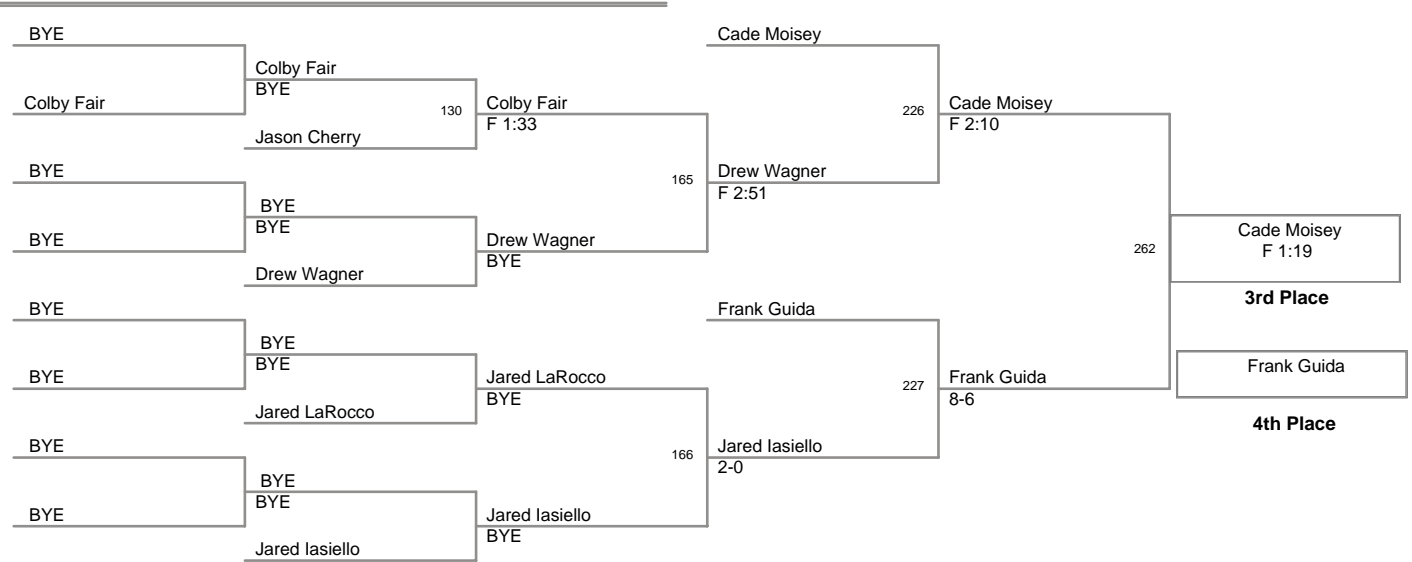 BYE
Cade Moisey
Colby Fair
BYE
Colby Fair
130
Colby Fair
F 1:33
226
Cade Moisey
F 2:10
Jason Cherry
BYE
165
Drew Wagner
F 2:51
BYE
BYE
BYE
Drew Wagner
BYE
262
Cade Moisey
F 1:19
Drew Wagner
3rd Place
BYE
Frank Guida
BYE
BYE
BYE
Jared LaRocco
BYE
227
Frank Guida
8-6
Frank Guida
Jared LaRocco
4th Place
BYE
166
Jared Iasiello
2-0
BYE
BYE
BYE
Jared Iasiello
BYE
Jared Iasiello